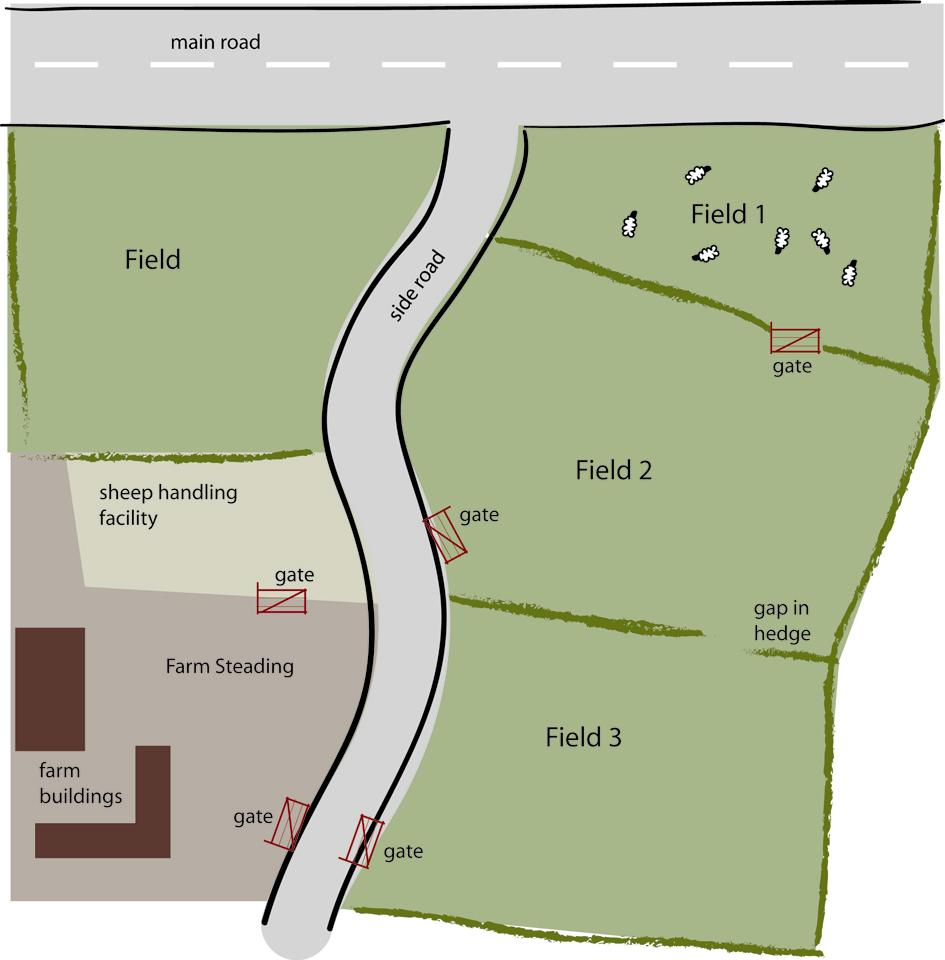 main road
Field 1
Field
side road
gate
Field 2
sheep handling
facility
gate
gate
gap in
hedge
Farm Steading
Field 3
farm
buildings
gate
gate